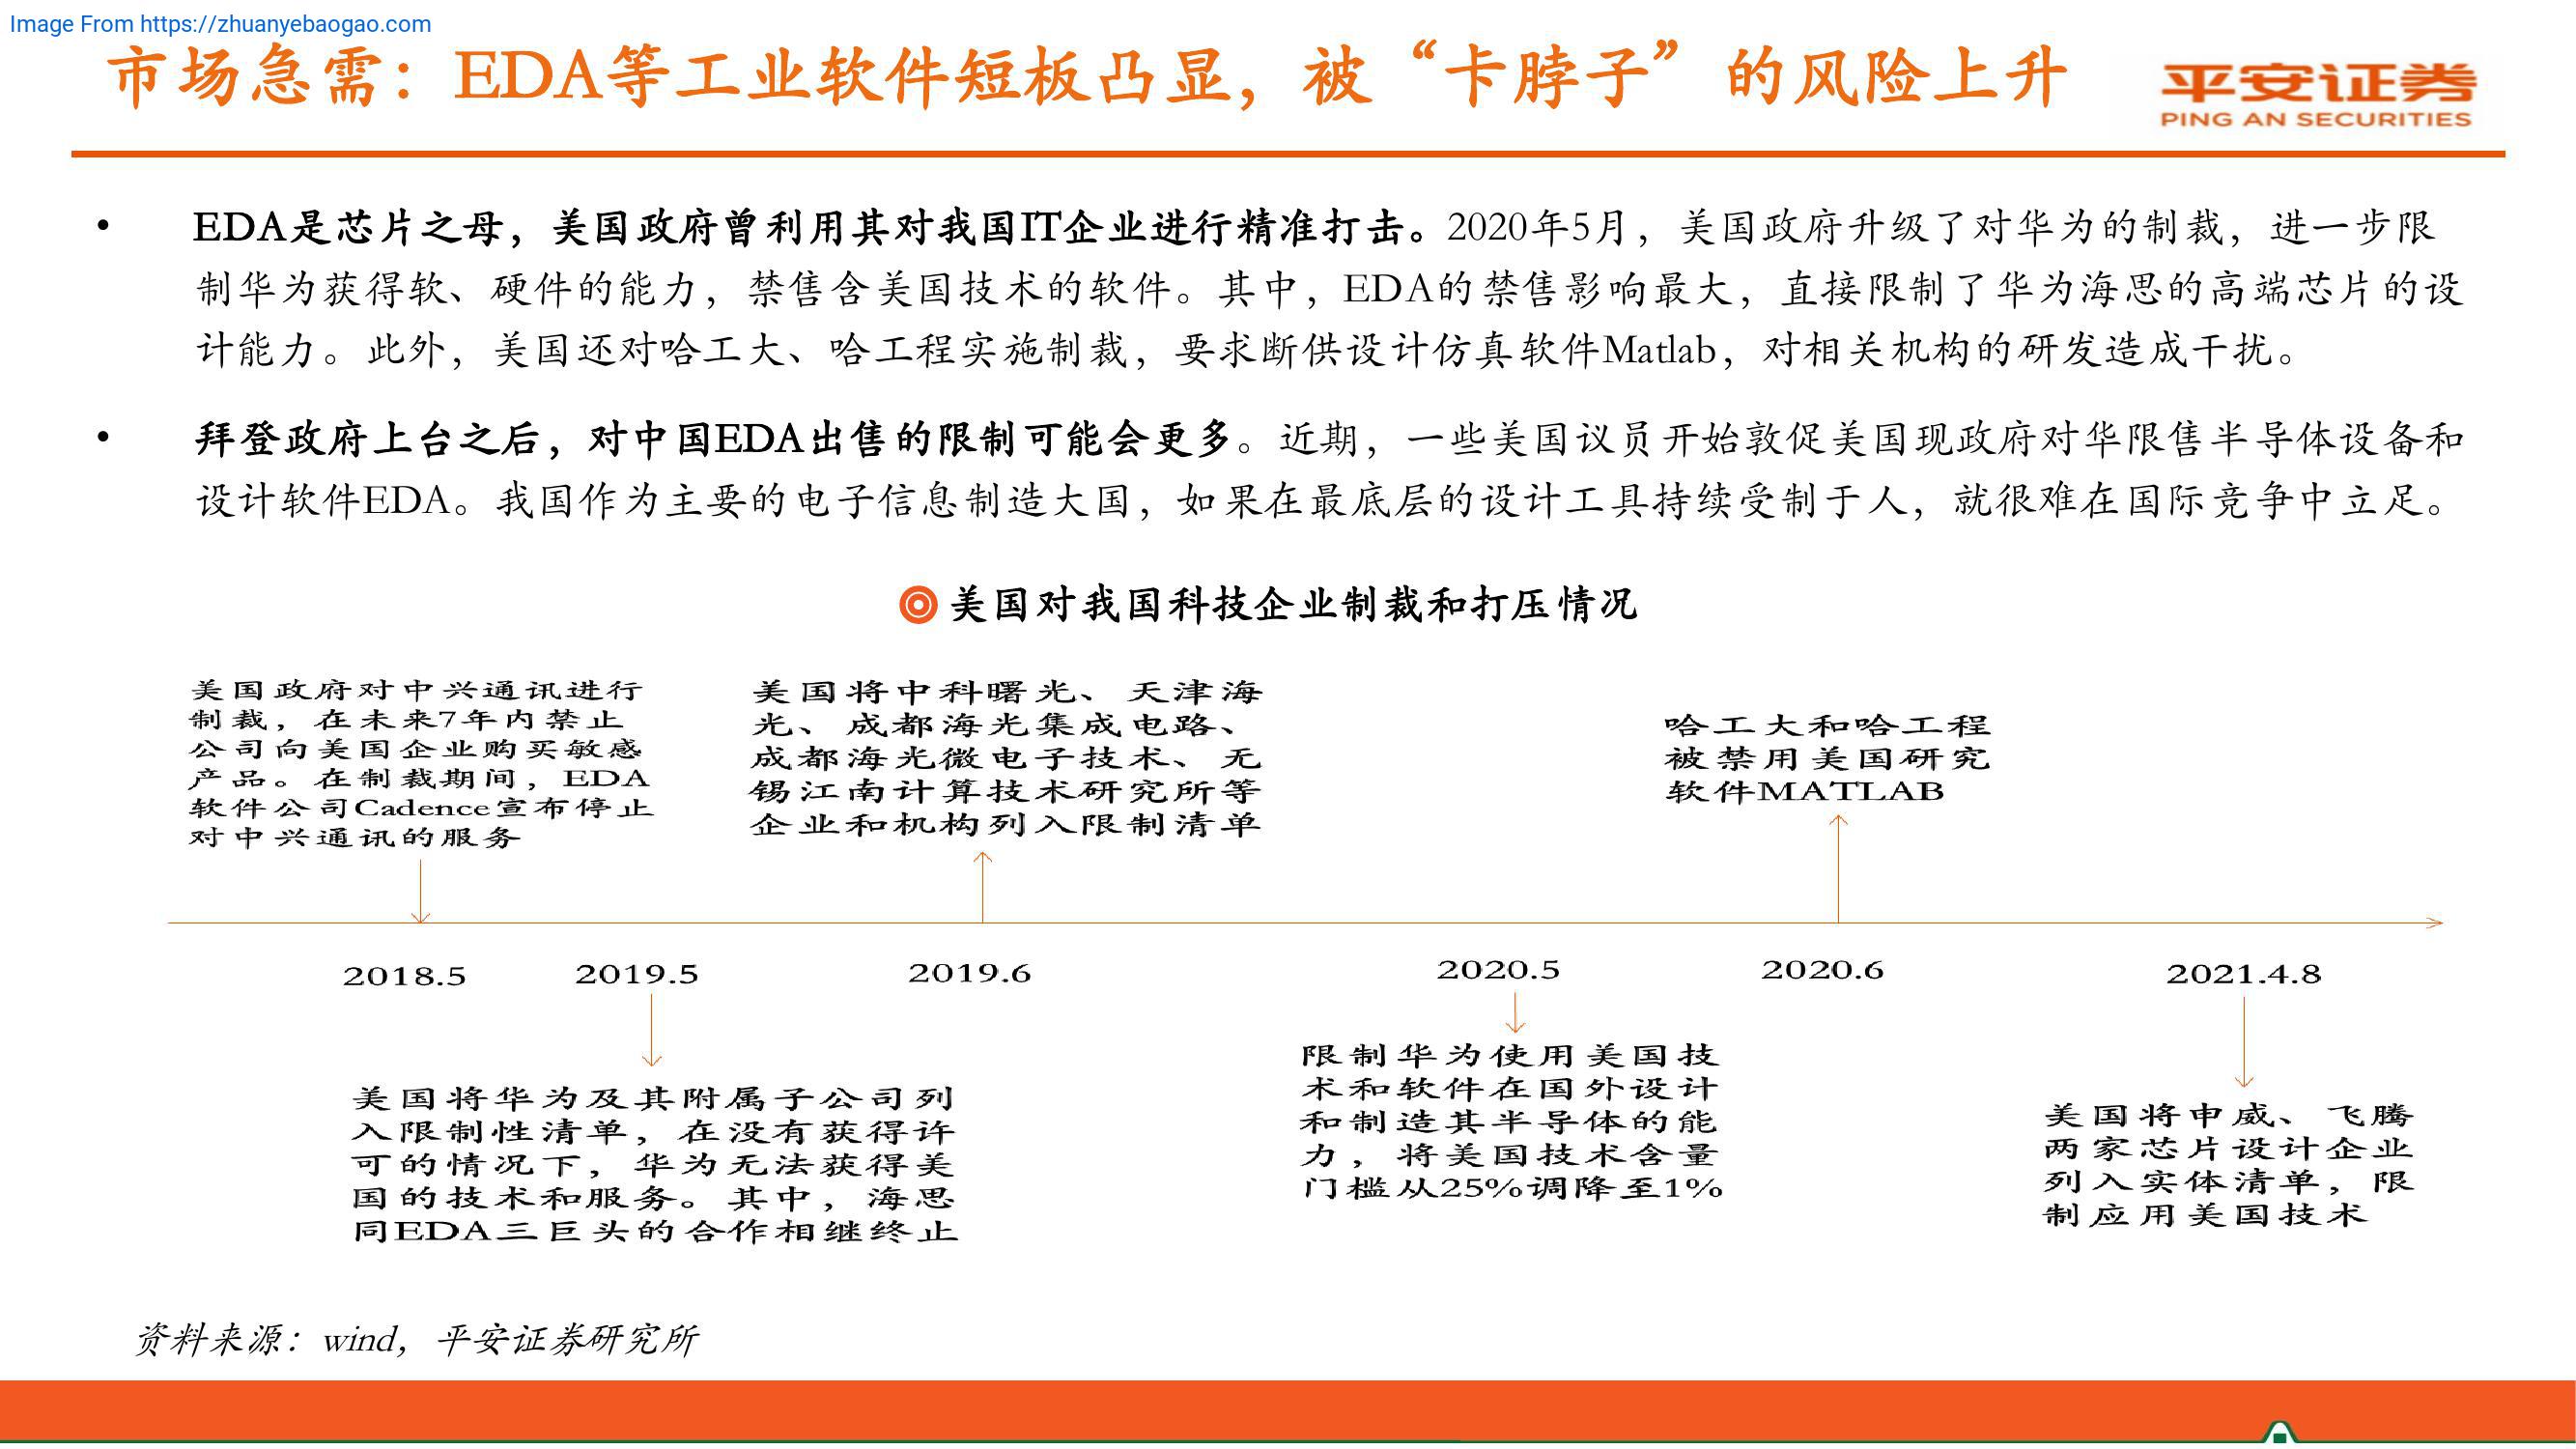 Image From https://zhuanyebaogao.com
市场急需：EDA等工业软件短板凸显，被“卡脖子”的风险上升
平安证券
PING AN SECURITIES
• EDA是芯片之母，美国政府曾利用其对我国IT企业进行精准打击。2020年5月，美国政府升级了对华为的制裁，进一步限
制华为获得软、硬件的能力，禁售含美国技术的软件。其中，EDA的禁售影响最大，直接限制了华为海思的高端芯片的设
计能力。此外，美国还对哈工大、哈工程实施制裁，要求断供设计仿真软件Matlab，对相关机构的研发造成干扰。
• 拜登政府上台之后，对中国EDA出售的限制可能会更多。近期，一些美国议员开始敦促美国现政府对华限售半导体设备和
设计软件EDA。我国作为主要的电子信息制造大国，如果在最底层的设计工具持续受制于人，就很难在国际竞争中立足。
美国对我国科技企业制裁和打压情况
美国政府对中兴通讯进行
制裁，在未来7年内禁止
公司向美国企业购买敏感
产品。在制裁期间，EDA
软件公司Cadence宣布停止
对中兴通讯的服务
美国将中科曙光、天津海
光、成都海光集成电路、
成都海光微电子技术、无
锡江南计算技术研究所等
企业和机构列入限制清单
哈工大和哈工程
被禁用美国研究
软件MATLAB
2018.5
2019.5
2019.6
2020.5
2020.6
2021.4.8
美国将华为及其附属子公司列
入限制性清单，在没有获得许
可的情况下，华为无法获得美
国的技术和服务。其中，海思
同EDA三巨头的合作相继终止
限制华为使用美国技
术和软件在国外设计
和制造其半导体的能
力，将美国技术含量
门槛从25%调降至1%
美国将申威、飞腾
两家芯片设计企业
列入实体清单，限
制应用美国技术
资料来源：wind，平安证券研究所